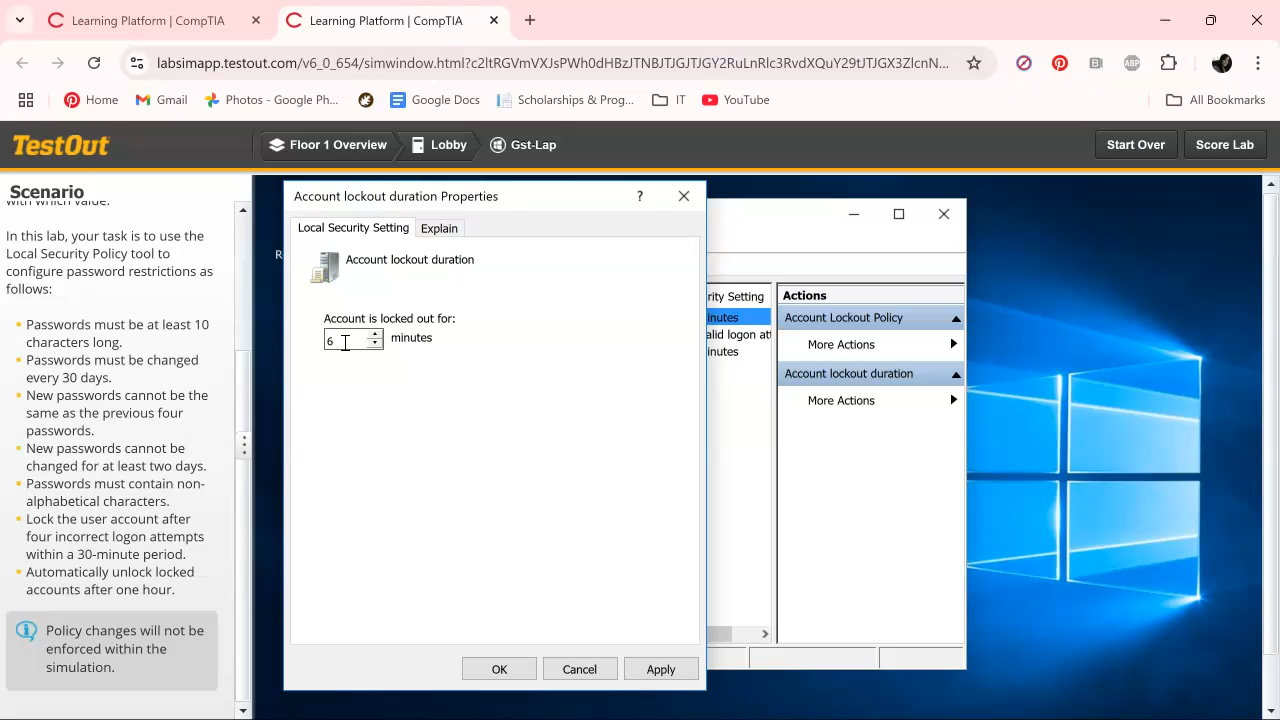 Learning Platform | CompTIA
Learning Platform | CompTIA
labsimapp.testout.com/v6_0_654/simwindow.html?c2ltRGVmVXJsPWh0dHBzJTNBJTJGJTJGY2RuLnRlc3RvdXQuY29tJTJGX3ZlcnN...
Home
Gmail
Photos - Google Ph...
Google Docs
Scholarships & Prog...
IT
YouTube
All Bookmarks
TestOut
Floor 1 Overview
Lobby
Gst-Lap
Start Over
Score Lab
Scenario
with which value.
In this lab, your task is to use the
Local Security Policy tool to
configure password restrictions as
follows:
Passwords must be at least 10
characters long.
Passwords must be changed
every 30 days.
New passwords cannot be the
same as the previous four
passwords.
New passwords cannot be
changed for at least two days.
Passwords must contain non-
alphabetical characters.
Lock the user account after
four incorrect logon attempts
within a 30-minute period.
Automatically unlock locked
accounts after one hour.
Policy changes will not be
enforced within the
simulation.
Account lockout duration Properties
?
Local Security Setting
Explain
Account lockout duration
Account is locked out for:
6
minutes
OK
Cancel
Apply
R
rity Setting
inutes
alid logon at
inutes
Actions
Account Lockout Policy
More Actions
Account lockout duration
More Actions